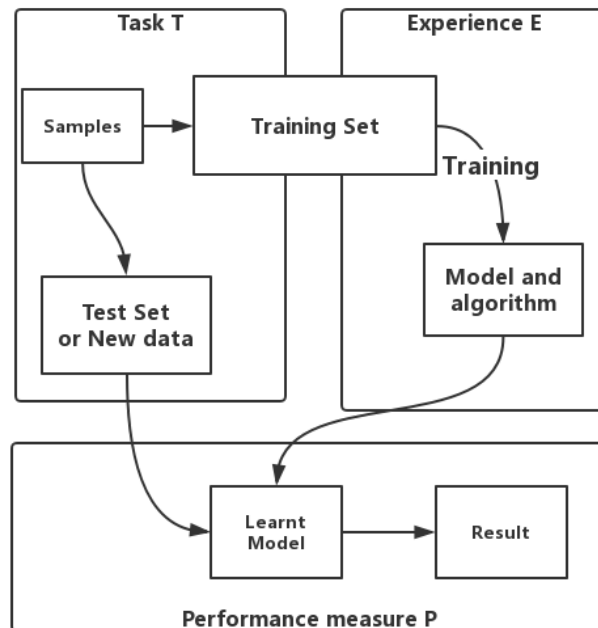 Task T
Experience E
Samples
Training Set
Training
Test Set
or New data
Model and
algorithm
Learnt
Model
Result
Performance measure P